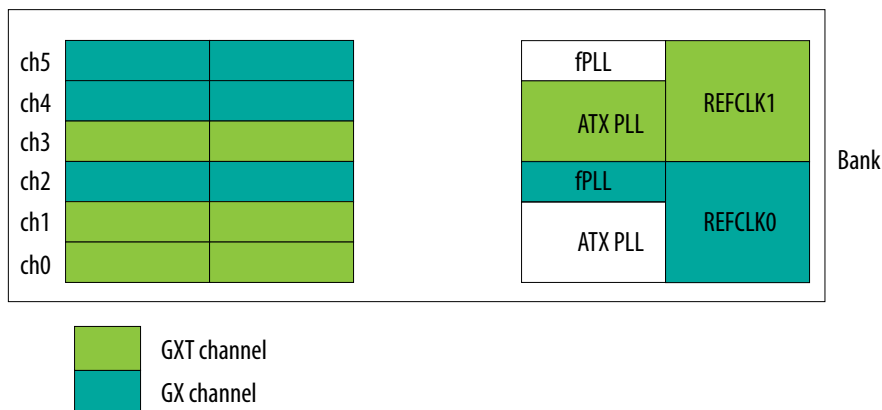 ch5
ch4
ch3
ch2
ch1
ch0
fPLL
ATX PLL
fPLL
ATX PLL
REFCLK1
REFCLK0
Bank
GXT channel
GX channel